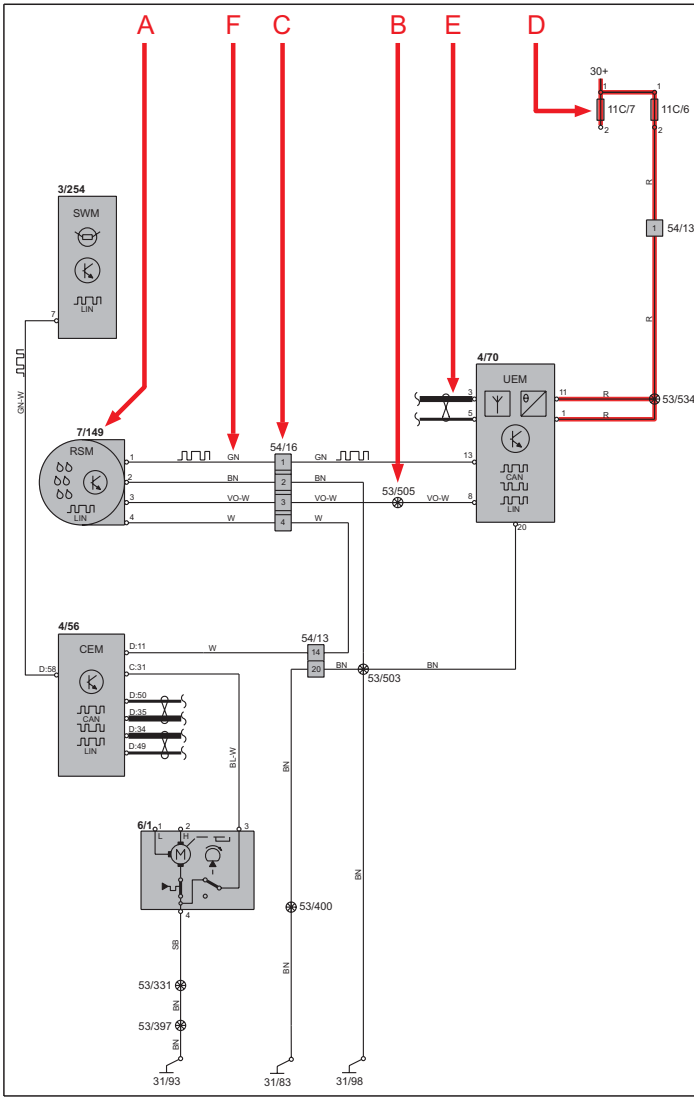 A F C B E D
30+
1 1
11C/7 11C/6
2 2
R
3/254
SWM
LIN
1 54/13
7
GN-W
R
4/70
UEM
3 11 R
5 1 R 53/534
θ
7/149
RSM
LIN
54/16
1 GN 1 GN 13
2 BN 2 BN
53/505
3 VO-W 3 VO-W VO-W 8
4 W 4 W
CAN
LIN
20
4/56
CEM
CAN
LIN
54/13
D:11 W 14
D:58 C:31 20 BN BN
53/503
D:50
D:35
D:34
D:49
BL-W
BN
6/1 1 2 3
L H
M
4
BN
53/400
SB
BN
53/331
BN
53/397
BN
31/93 31/83 31/98